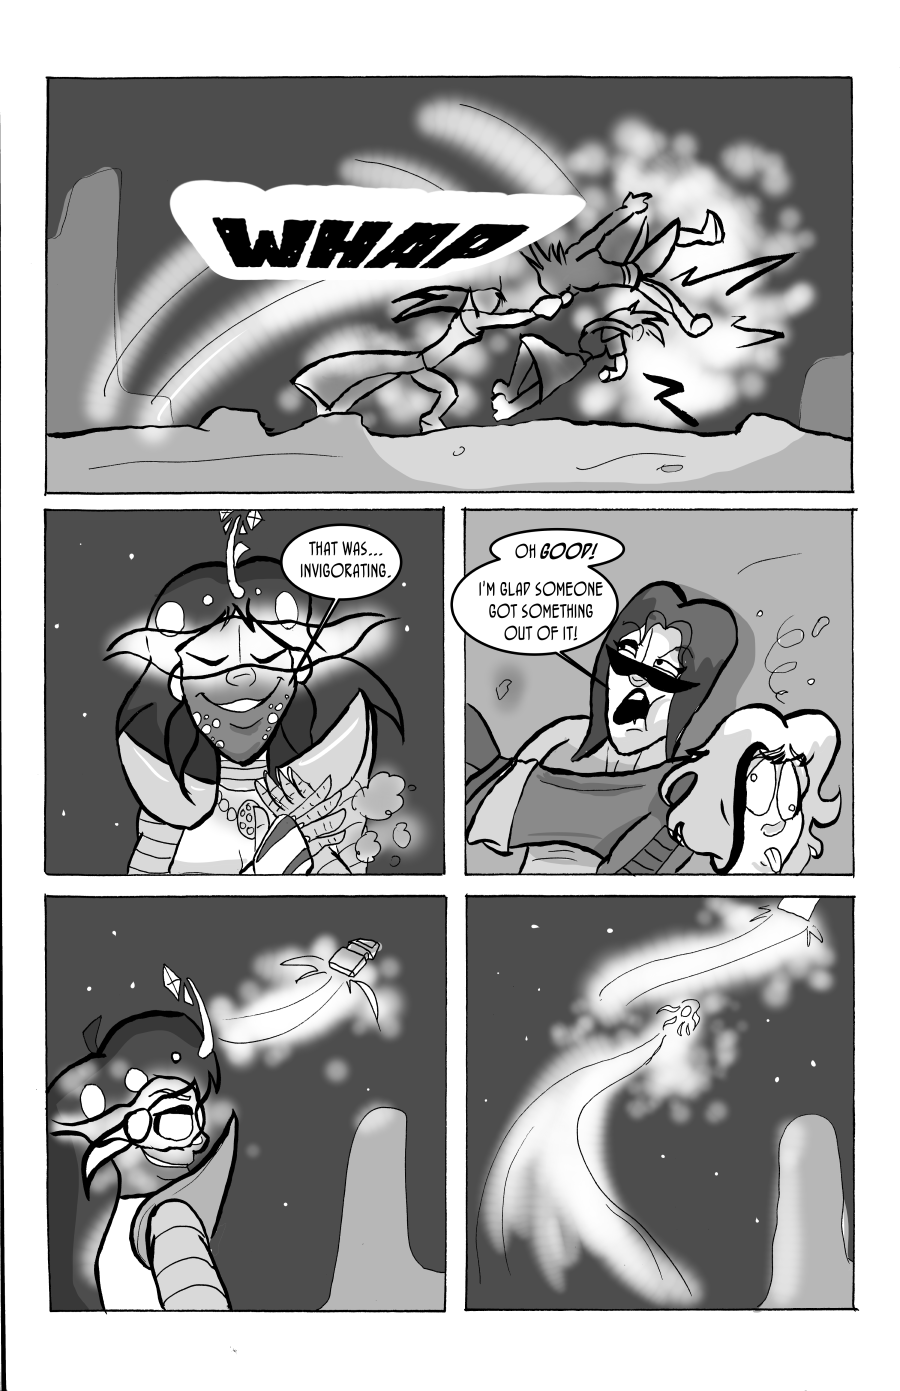 WHAP
THAT WAS...
INVIGORATING.
OH GOOD!
I'M GLAD SOMEONE
GOT SOMETHING
OUT OF IT!